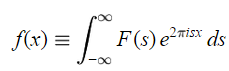 f(x) ≡ ∫_{-∞}^{∞} F(s) e^{2πisx} ds